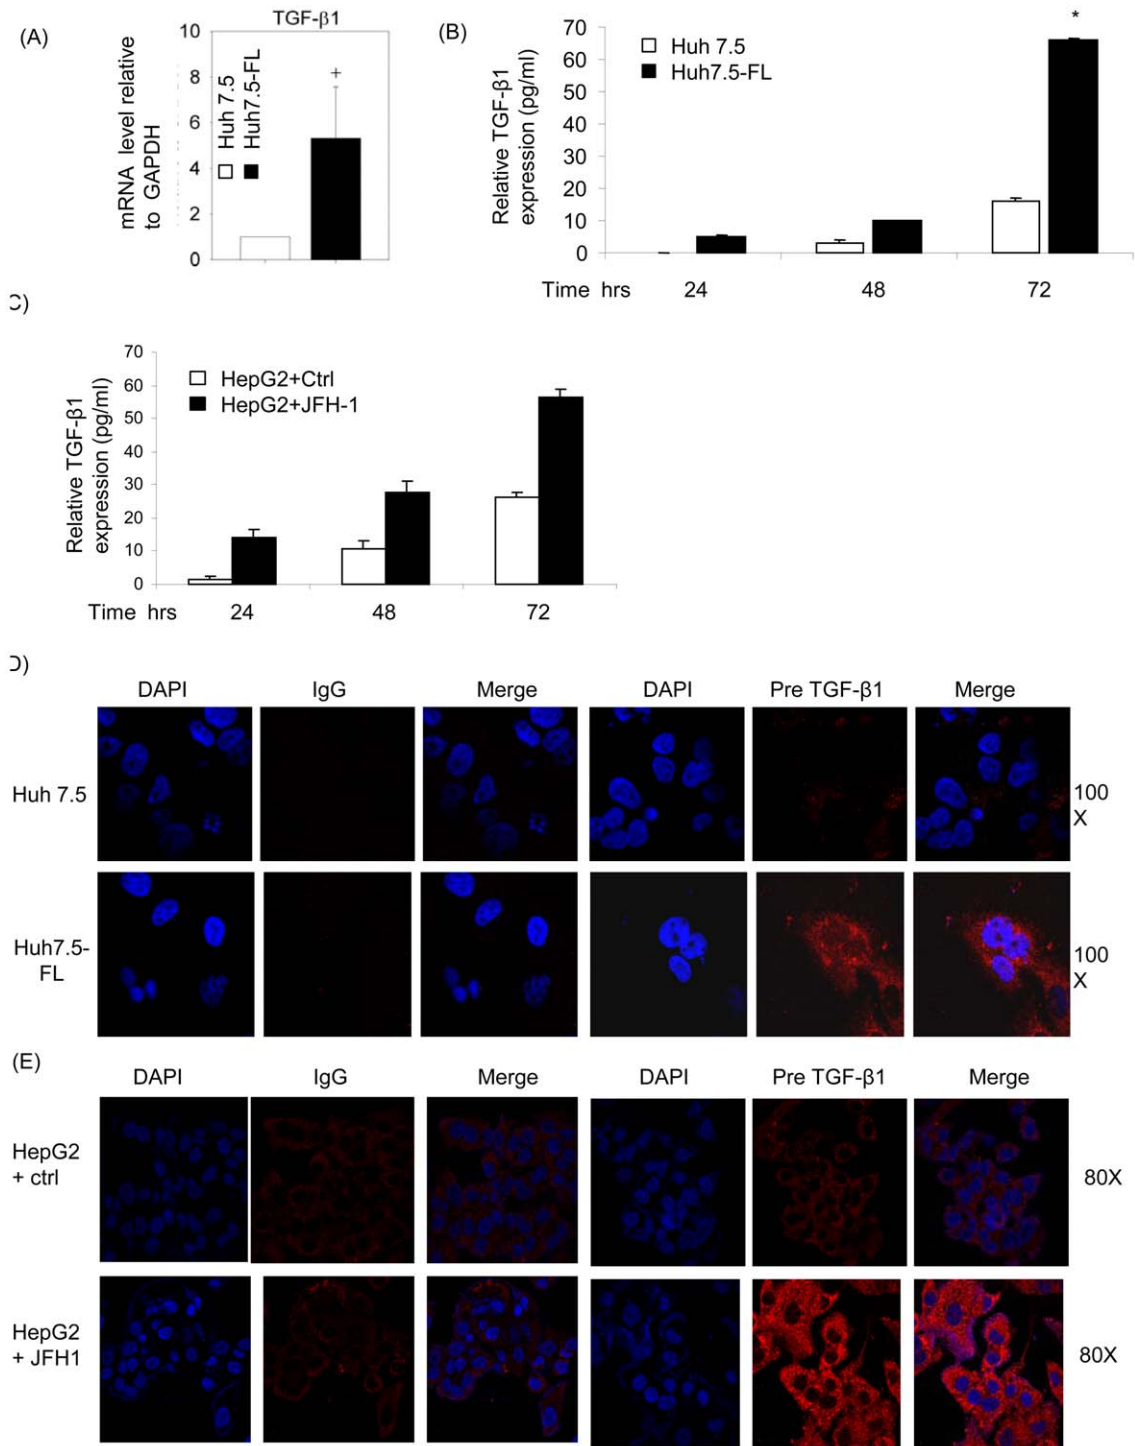 (A)
TGF-β1
mRNA level relative
to GAPDH
10
8
6
4
2
0
Huh 7.5
Huh7.5-FL
+
(B)
Relative TGF-β1
expression (pg/ml)
70
60
50
40
30
20
10
0
Huh 7.5
Huh7.5-FL
*
Time hrs 24 48 72
C)
Relative TGF-β1
expression (pg/ml)
70
60
50
40
30
20
10
0
HepG2+Ctrl
HepG2+JFH-1
Time hrs 24 48 72
D)
DAPI IgG Merge DAPI Pre TGF-β1 Merge
Huh 7.5
100
X
Huh7.5-
FL
100
X
(E)
DAPI IgG Merge DAPI Pre TGF-β1 Merge
HepG2
+ ctrl
80X
HepG2
+ JFH1
80X